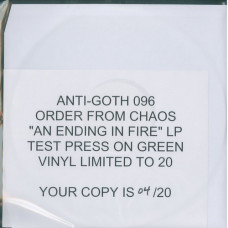 ANTI-GOTH 096
ORDER FROM CHAOS
"AN ENDING IN FIRE" LP
TEST PRESS ON GREEN
VINYL LIMITED TO 20
YOUR COPY IS 04/20